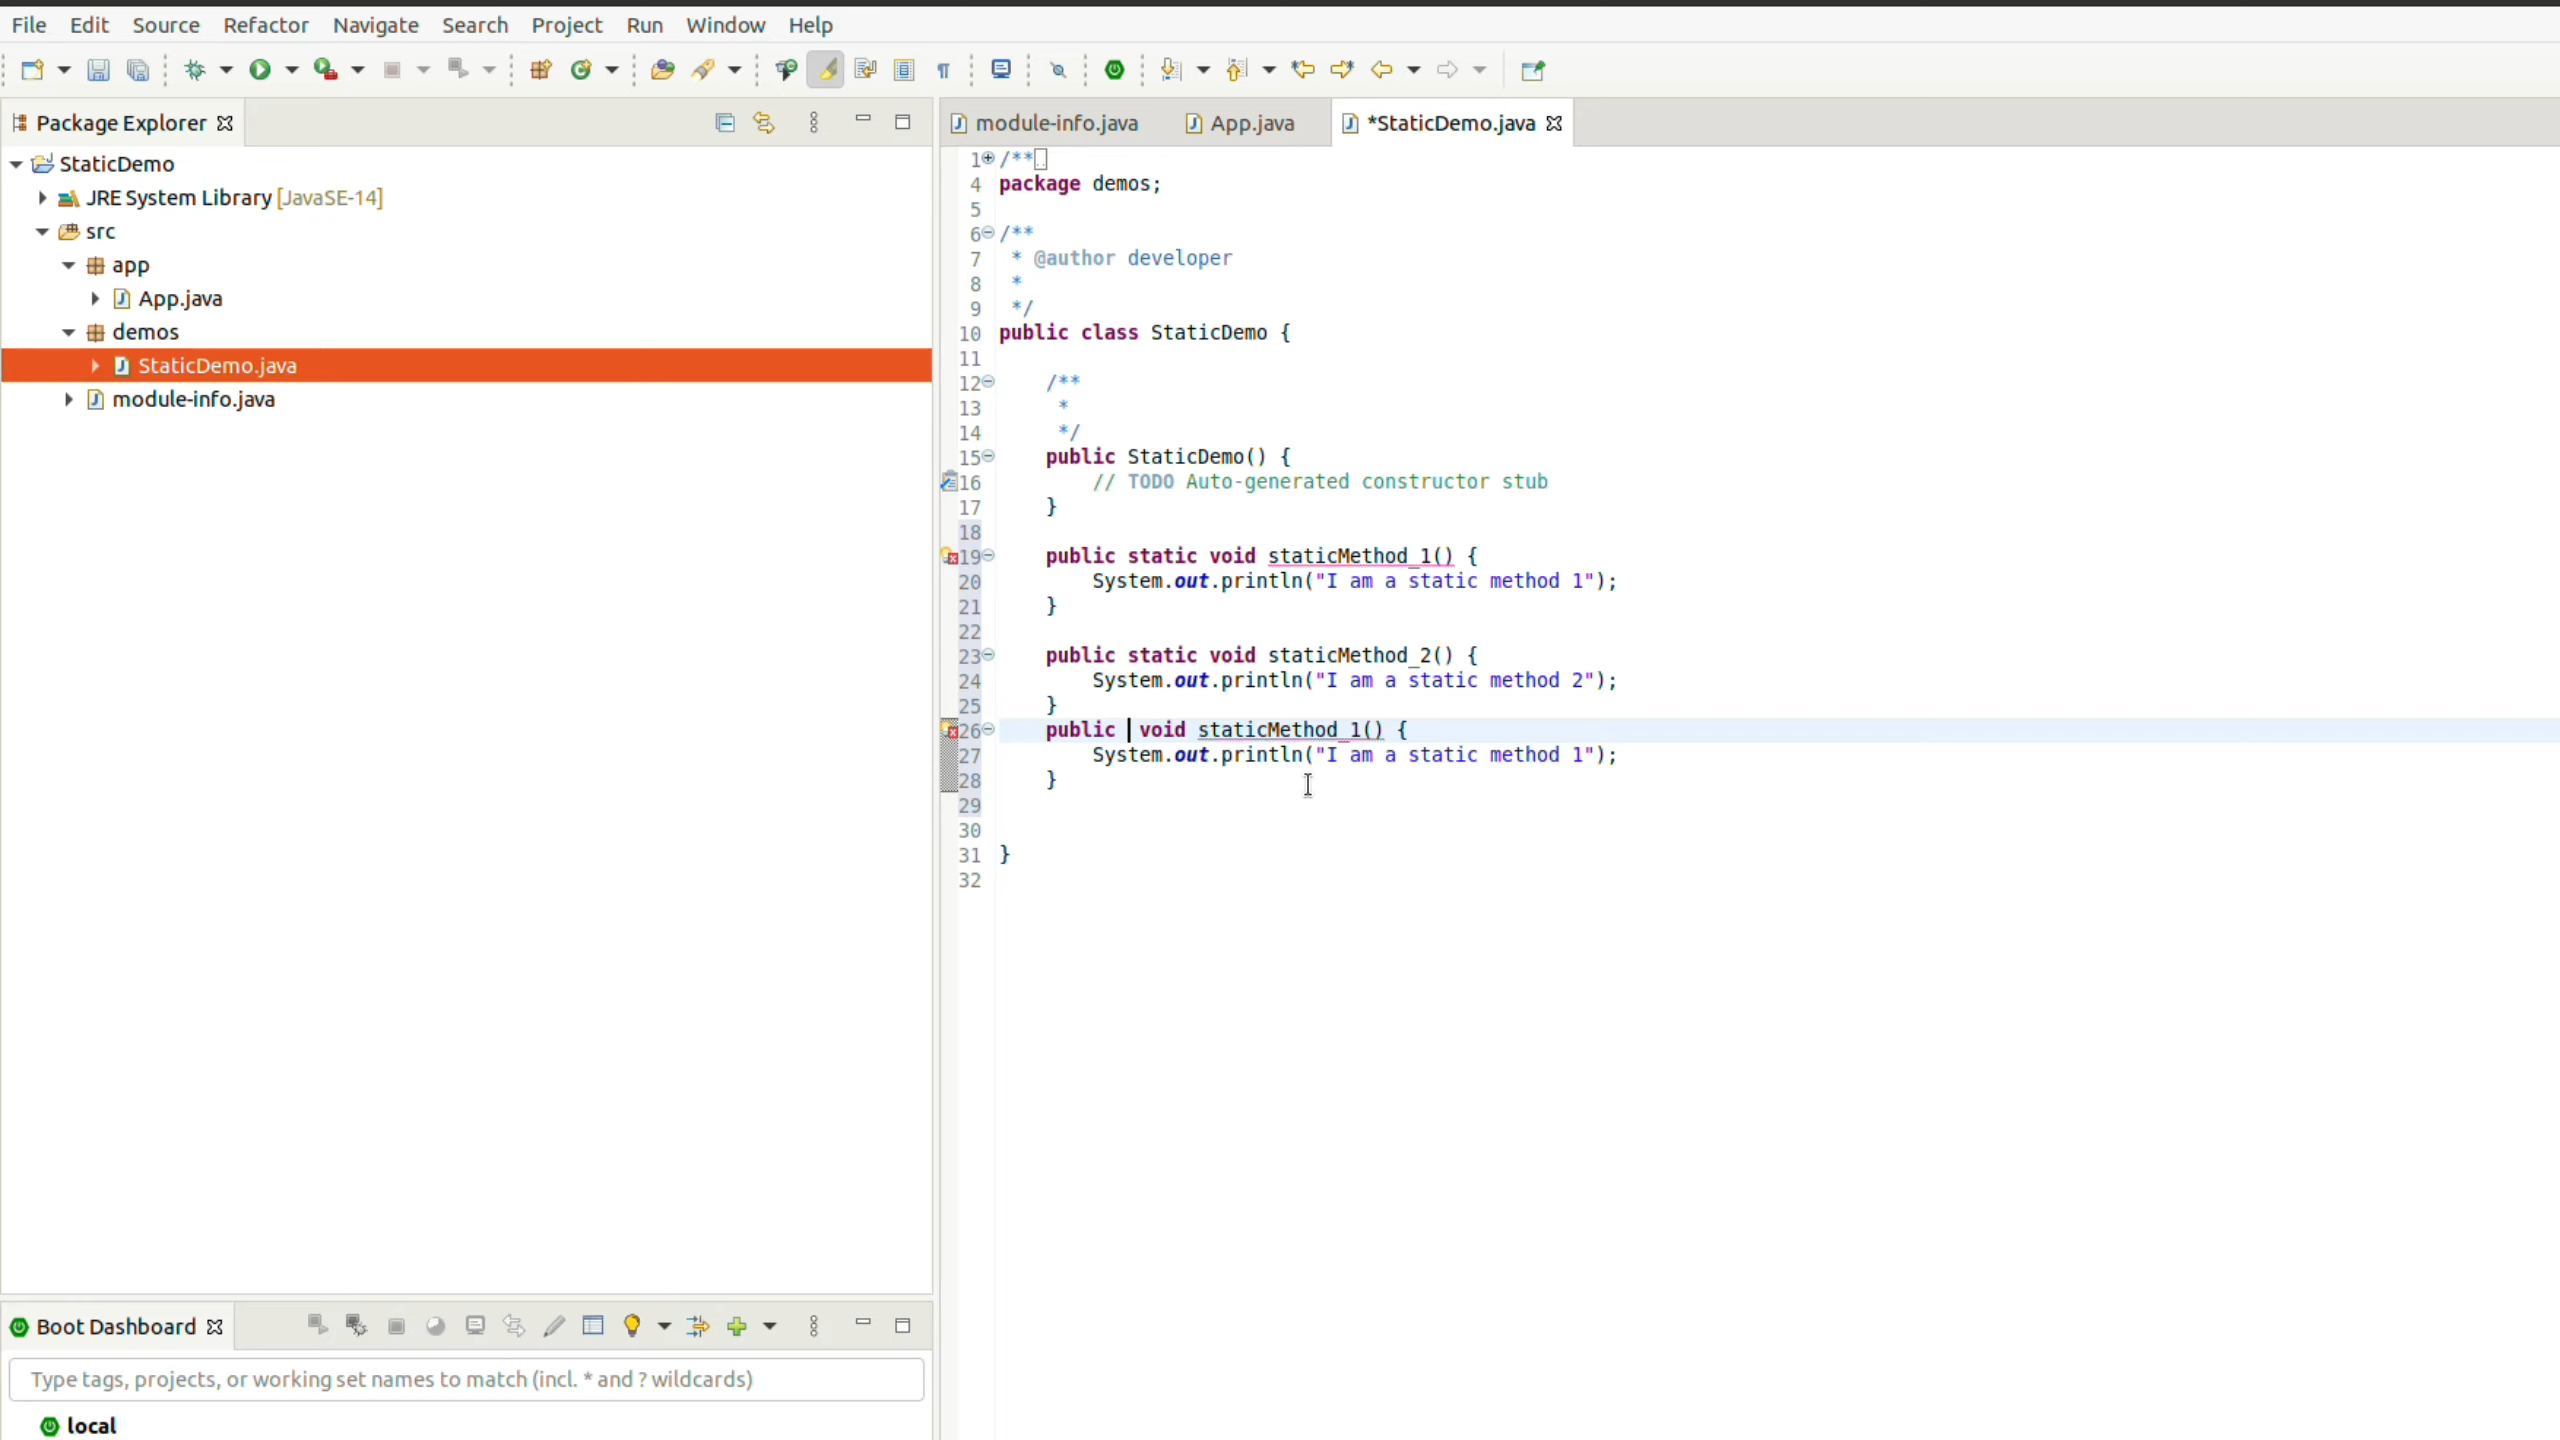 File Edit Source Refactor Navigate Search Project Run Window Help
Package Explorer
StaticDemo
JRE System Library [JavaSE-14]
src
app
App.java
demos
StaticDemo.java
module-info.java
module-info.java App.java *StaticDemo.java
1 /**
4 package demos;
5
6 /**
7 * @author developer
8 *
9 */
10 public class StaticDemo {
11
12 /**
13 *
14 */
15 public StaticDemo() {
16 // TODO Auto-generated constructor stub
17 }
18
19 public static void staticMethod_1() {
20 System.out.println("I am a static method 1");
21 }
22
23 public static void staticMethod_2() {
24 System.out.println("I am a static method 2");
25 }
26 public void staticMethod_1() {
27 System.out.println("I am a static method 1");
28 }
29
30
31 }
32
Boot Dashboard
Type tags, projects, or working set names to match (incl. * and ? wildcards)
local